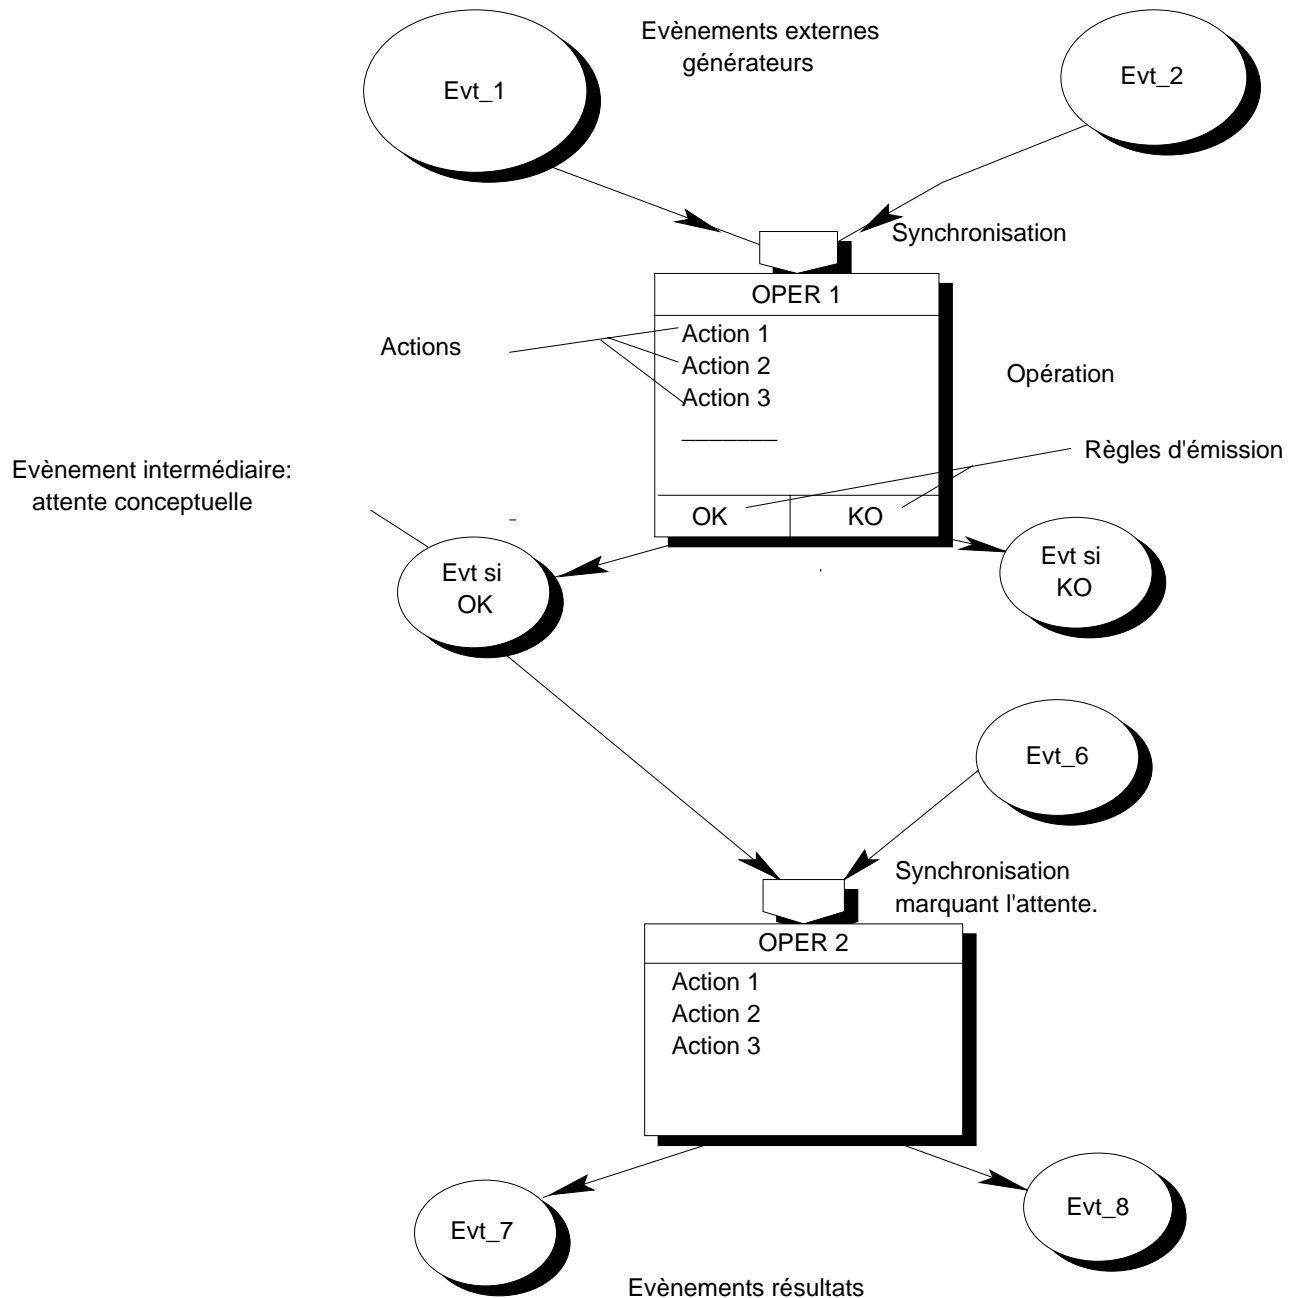 Evènements externes
générateurs
Evt_1
Evt_2
Synchronisation
OPER 1
Actions
Action 1
Action 2
Action 3
_______
Opération
Règles d'émission
Evènement intermédiaire:
attente conceptuelle
OK
KO
Evt si
OK
Evt si
KO
Evt_6
Synchronisation
marquant l'attente.
OPER 2
Action 1
Action 2
Action 3
Evt_7
Evt_8
Evènements résultats